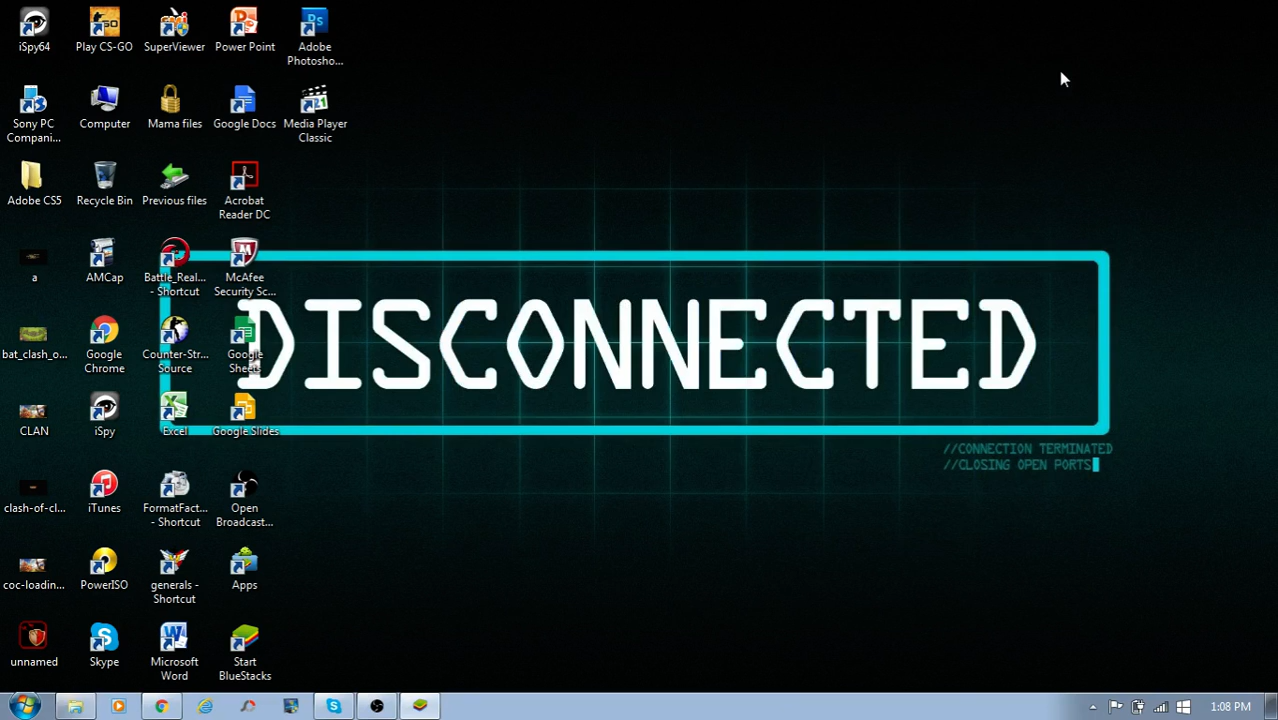 iSpy64
Play CS-GO
SuperViewer
Power Point
Adobe
Photosho...
Sony PC
Compani...
Computer
Mama files
Google Docs
Media Player
Classic
Adobe CS5
Recycle Bin
Previous files
Acrobat
Reader DC
a
AMCap
Battle_Real...
- Shortcut
McAfee
Security Sc...
bat_clash_o...
Google
Chrome
Counter-Str...
Source
Google
Sheets
CLAN
iSpy
Excel
Google Slides
clash-of-cl...
iTunes
FormatFact...
- Shortcut
Open
Broadcast...
coc-loadin...
PowerISO
generals -
Shortcut
Apps
unnamed
Skype
Microsoft
Word
Start
BlueStacks
DISCONNECTED
//CONNECTION TERMINATED
//CLOSING OPEN PORTS
1:08 PM